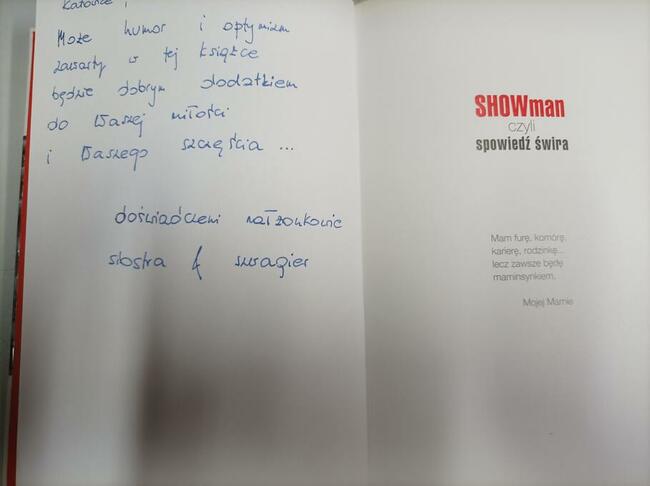 Katowice,
Może humor i optymizm
zawarty w tej książce
będzie dobrym dodatkiem
do Waszej miłości
i Waszego szczęścia ...
doświadczeni małżonkowie
siostra & szwagier
SHOWman
czyli
spowiedź świra
Mam furę, komórę,
karierę, rodzinkę...
lecz zawsze będę
maminsynkiem.
Mojej Mamie